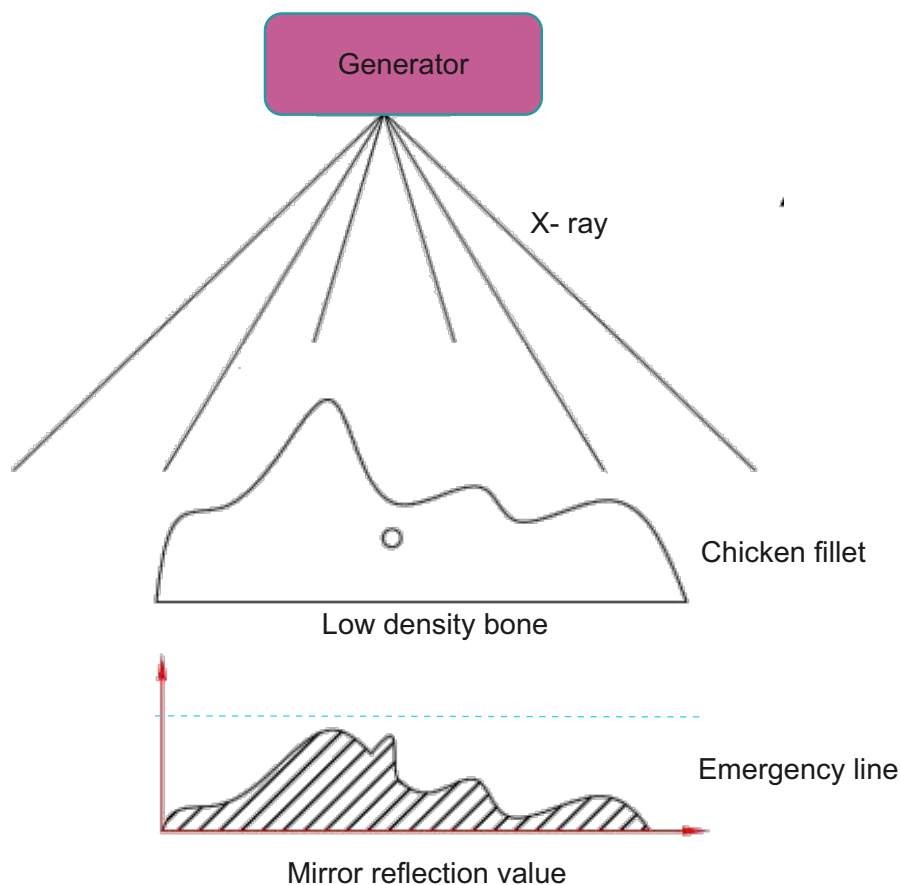 Generator
X- ray
Chicken fillet
Low density bone
Emergency line
Mirror reflection value